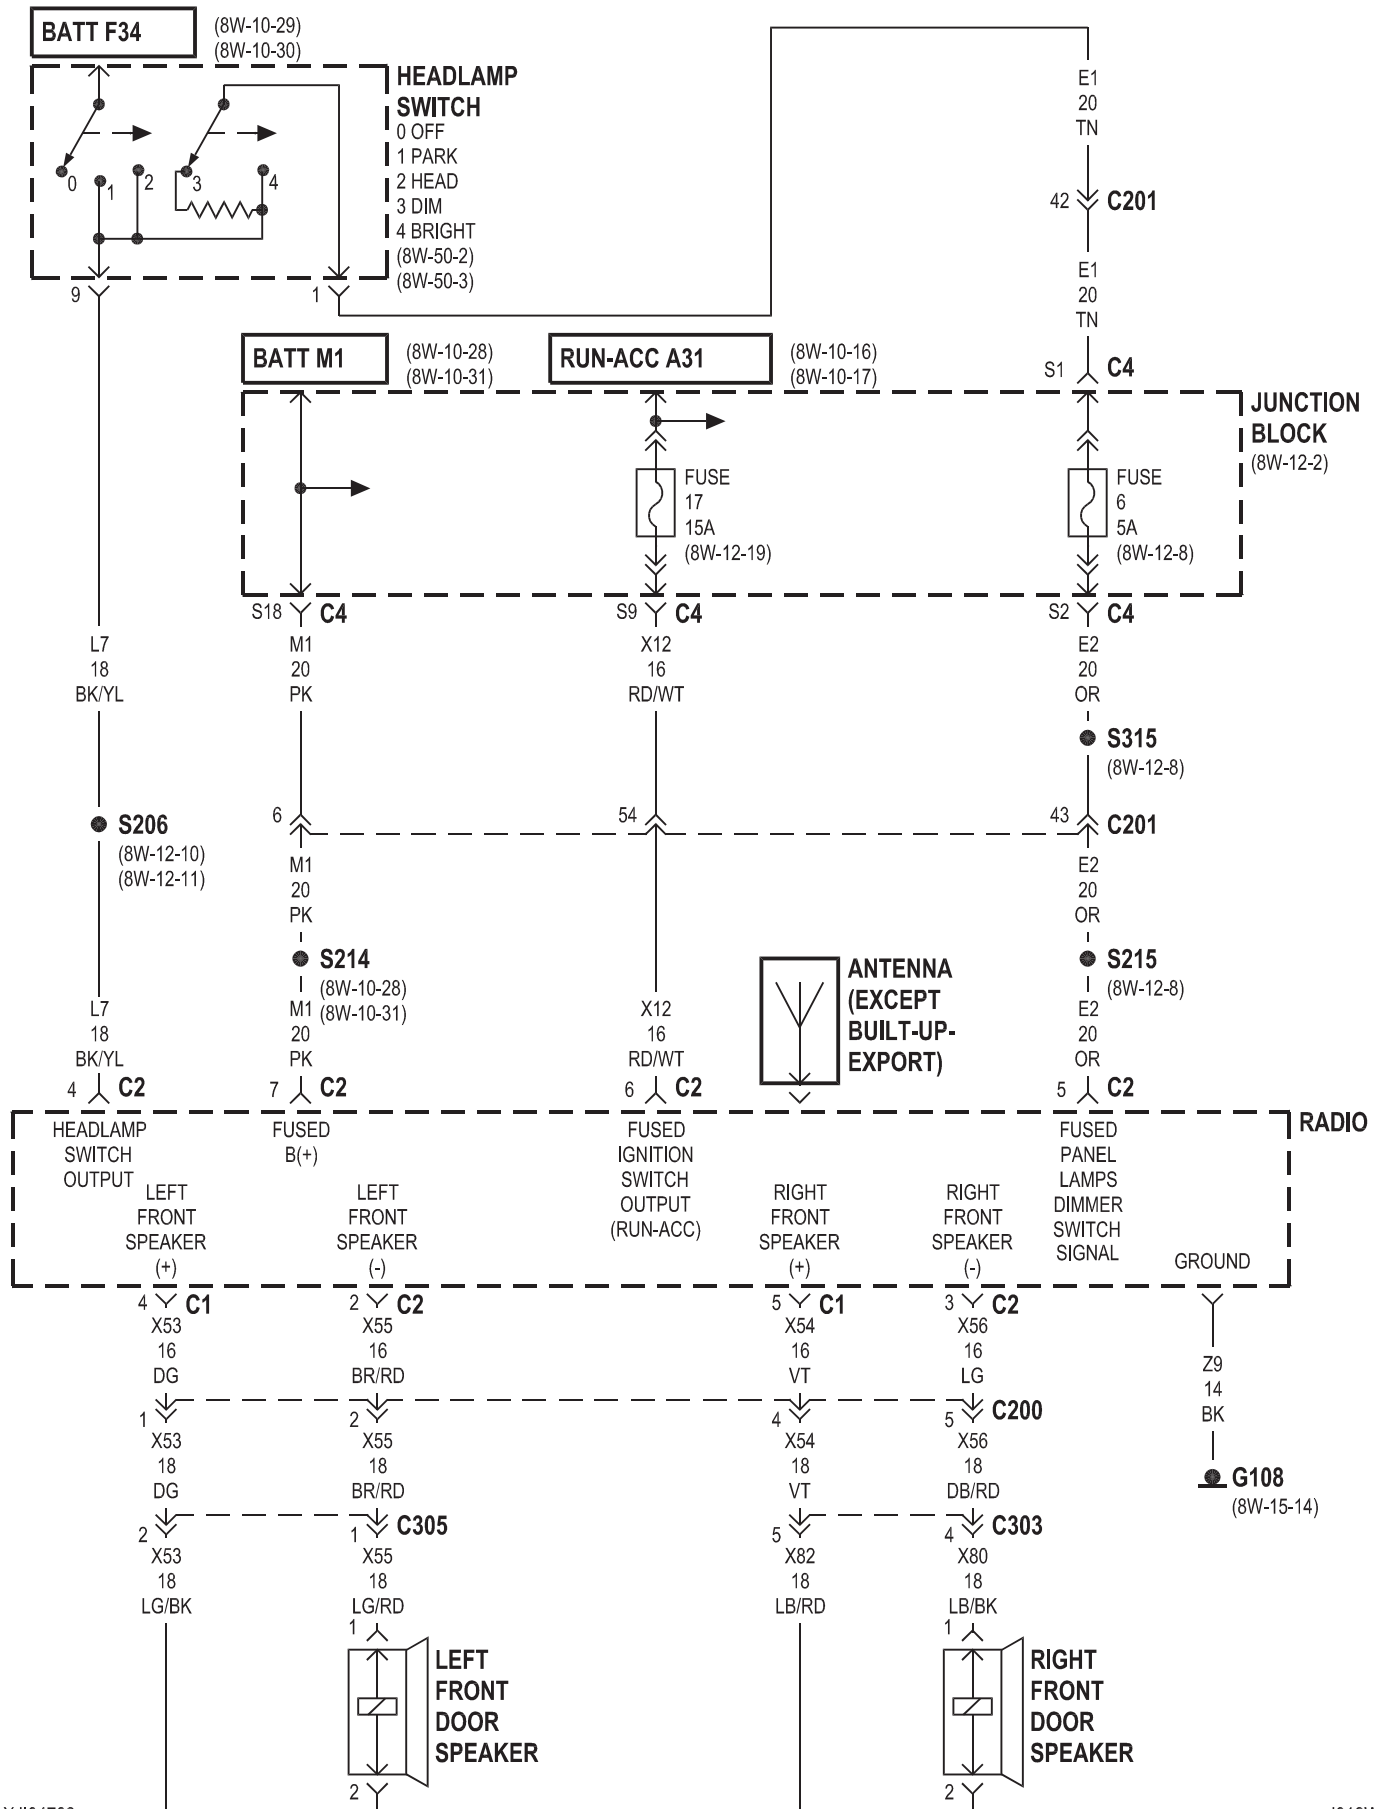 BATT F34
(8W-10-29)
(8W-10-30)
HEADLAMP
SWITCH
0 OFF
1 PARK
2 HEAD
3 DIM
4 BRIGHT
(8W-50-2)
(8W-50-3)
0
1
2
3
4
9
1
E1
20
TN
42
C201
E1
20
TN
BATT M1
(8W-10-28)
(8W-10-31)
RUN-ACC A31
(8W-10-16)
(8W-10-17)
S1
C4
JUNCTION
BLOCK
(8W-12-2)
FUSE
17
15A
(8W-12-19)
FUSE
6
5A
(8W-12-8)
S18
C4
S9
C4
S2
C4
L7
18
BK/YL
M1
20
PK
X12
16
RD/WT
E2
20
OR
S315
(8W-12-8)
S206
(8W-12-10)
(8W-12-11)
6
54
43
C201
M1
20
PK
E2
20
OR
S214
(8W-10-28)
(8W-10-31)
ANTENNA
(EXCEPT
BUILT-UP-
EXPORT)
S215
(8W-12-8)
L7
18
BK/YL
M1
20
PK
X12
16
RD/WT
E2
20
OR
4
C2
7
C2
6
C2
5
C2
RADIO
HEADLAMP
SWITCH
OUTPUT
FUSED
B(+)
FUSED
IGNITION
SWITCH
OUTPUT
(RUN-ACC)
FUSED
PANEL
LAMPS
DIMMER
SWITCH
SIGNAL
LEFT
FRONT
SPEAKER
(+)
LEFT
FRONT
SPEAKER
(-)
RIGHT
FRONT
SPEAKER
(+)
RIGHT
FRONT
SPEAKER
(-)
GROUND
4
C1
2
C2
5
C1
3
C2
X53
16
DG
X55
16
BR/RD
X54
16
VT
X56
16
LG
Z9
14
BK
1
2
4
5
C200
X53
18
DG
X55
18
BR/RD
X54
18
VT
X56
18
DB/RD
G108
(8W-15-14)
2
1
C305
5
4
C303
X53
18
LG/BK
X55
18
LG/RD
X82
18
LB/RD
X80
18
LB/BK
1
1
LEFT
FRONT
DOOR
SPEAKER
RIGHT
FRONT
DOOR
SPEAKER
2
2